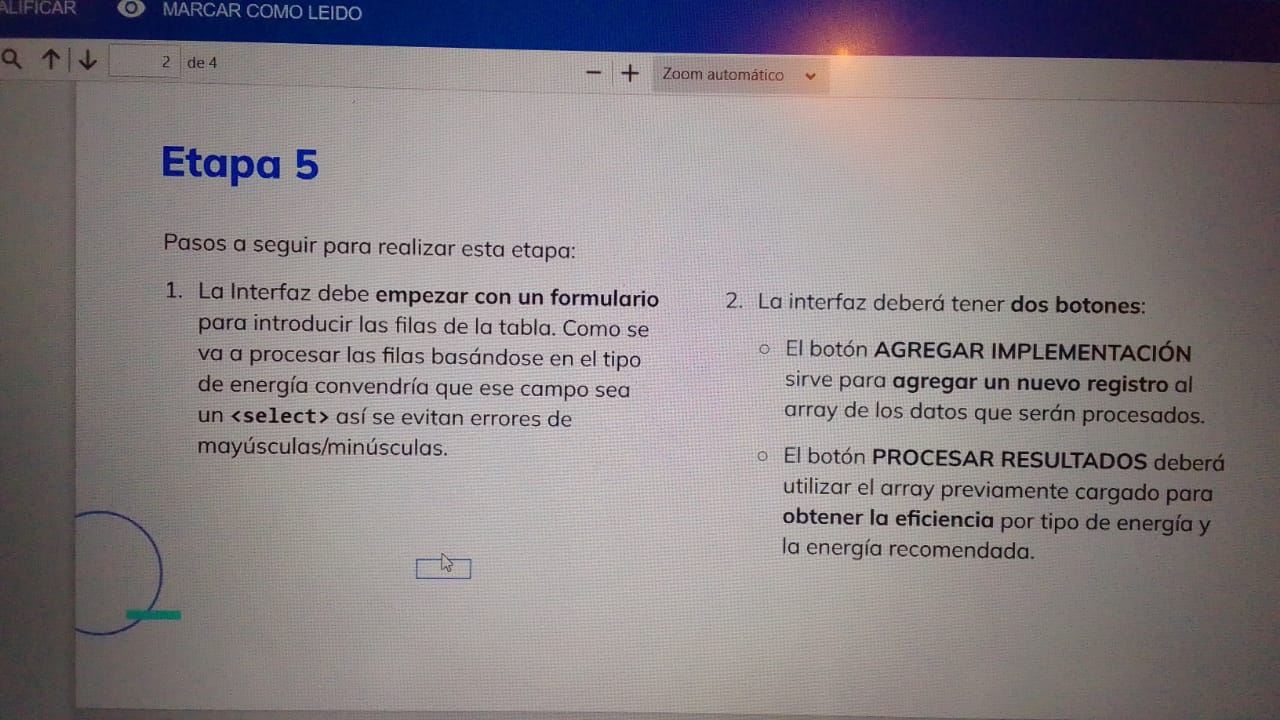 ALIFICAR
MARCAR COMO LEIDO
2 de 4
Zoom automático
Etapa 5
Pasos a seguir para realizar esta etapa:
1. La Interfaz debe empezar con un formulario
para introducir las filas de la tabla. Como se
va a procesar las filas basándose en el tipo
de energía convendría que ese campo sea
un <select> así se evitan errores de
mayúsculas/minúsculas.
2. La interfaz deberá tener dos botones:
El botón AGREGAR IMPLEMENTACIÓN
sirve para agregar un nuevo registro al
array de los datos que serán procesados.
El botón PROCESAR RESULTADOS deberá
utilizar el array previamente cargado para
obtener la eficiencia por tipo de energía y
la energía recomendada.